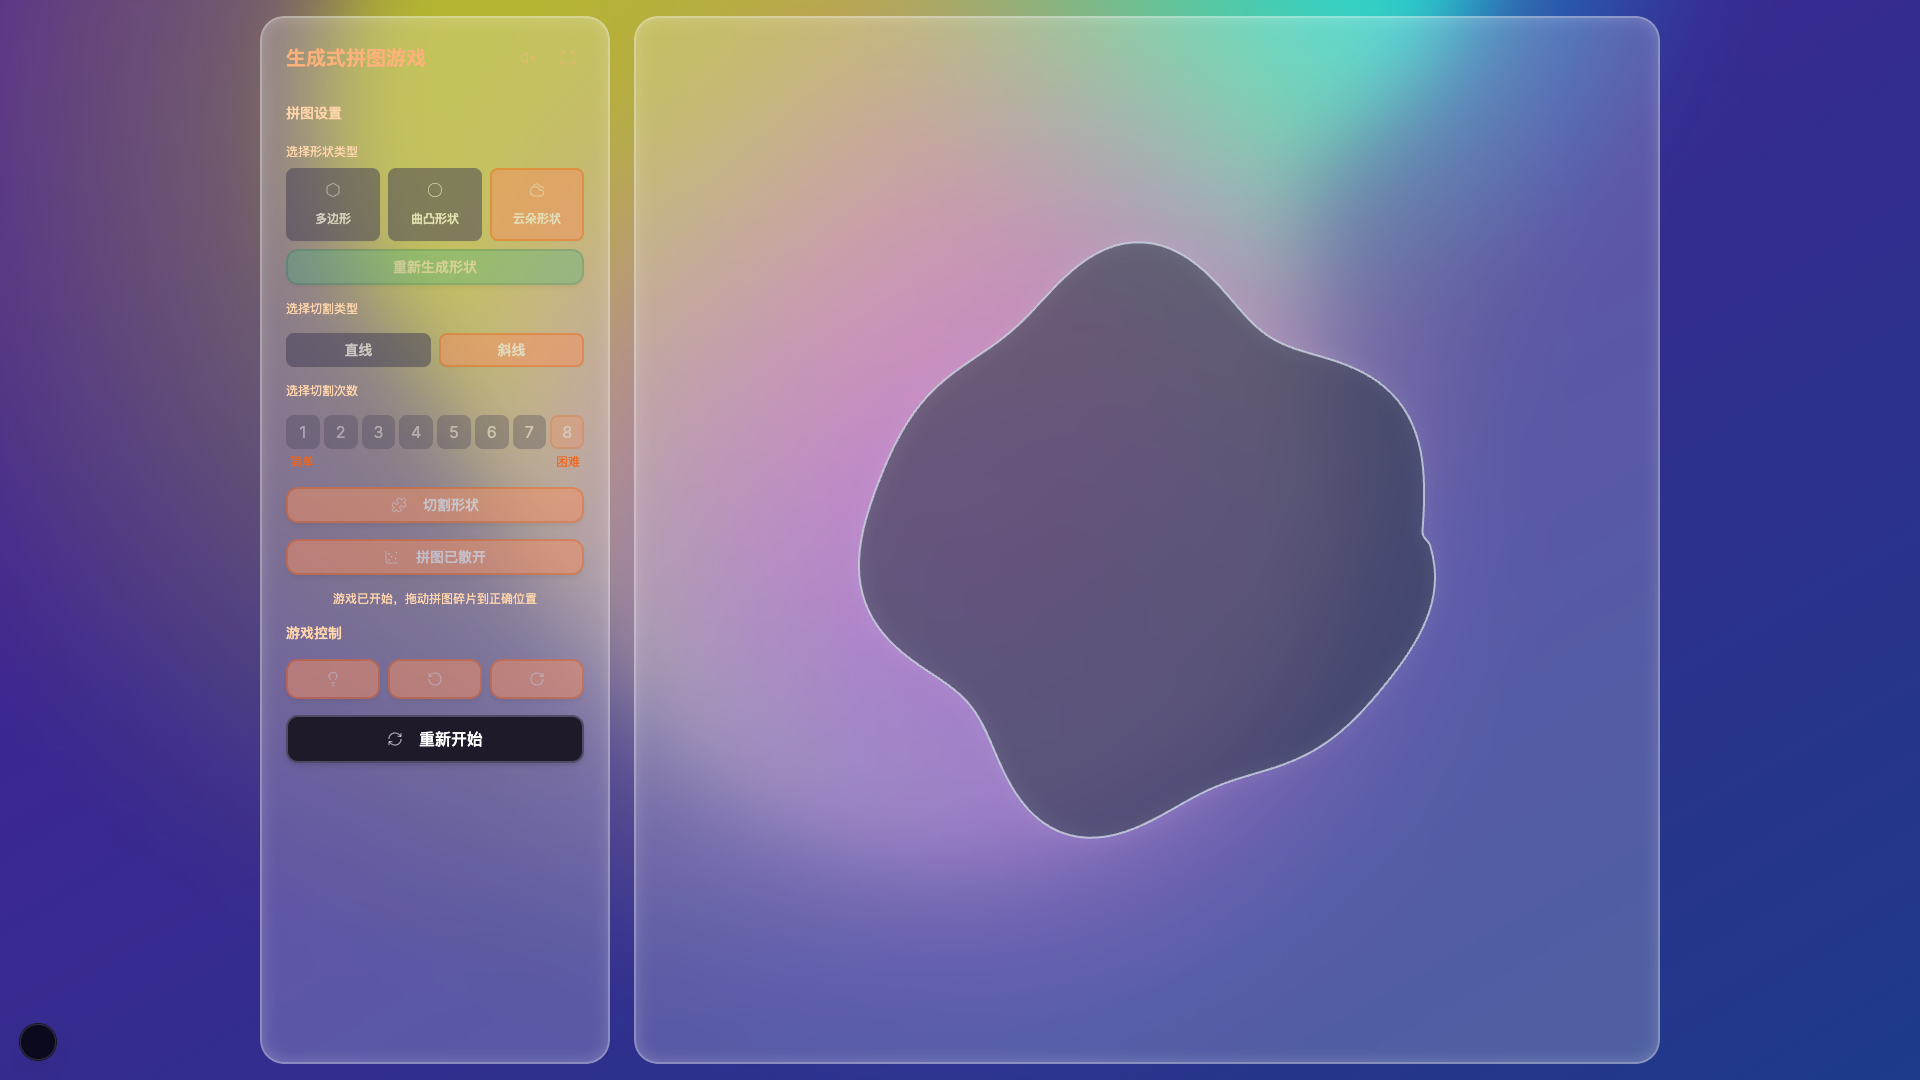 生成式拼图游戏
拼图设置
选择形状类型
多边形 曲凸形状 云朵形状
重新生成形状
选择切割类型
直线 斜线
选择切割次数
1 2 3 4 5 6 7 8
简单 困难
切割形状
拼图已散开
游戏已开始，拖动拼图碎片到正确位置
游戏控制
重新开始